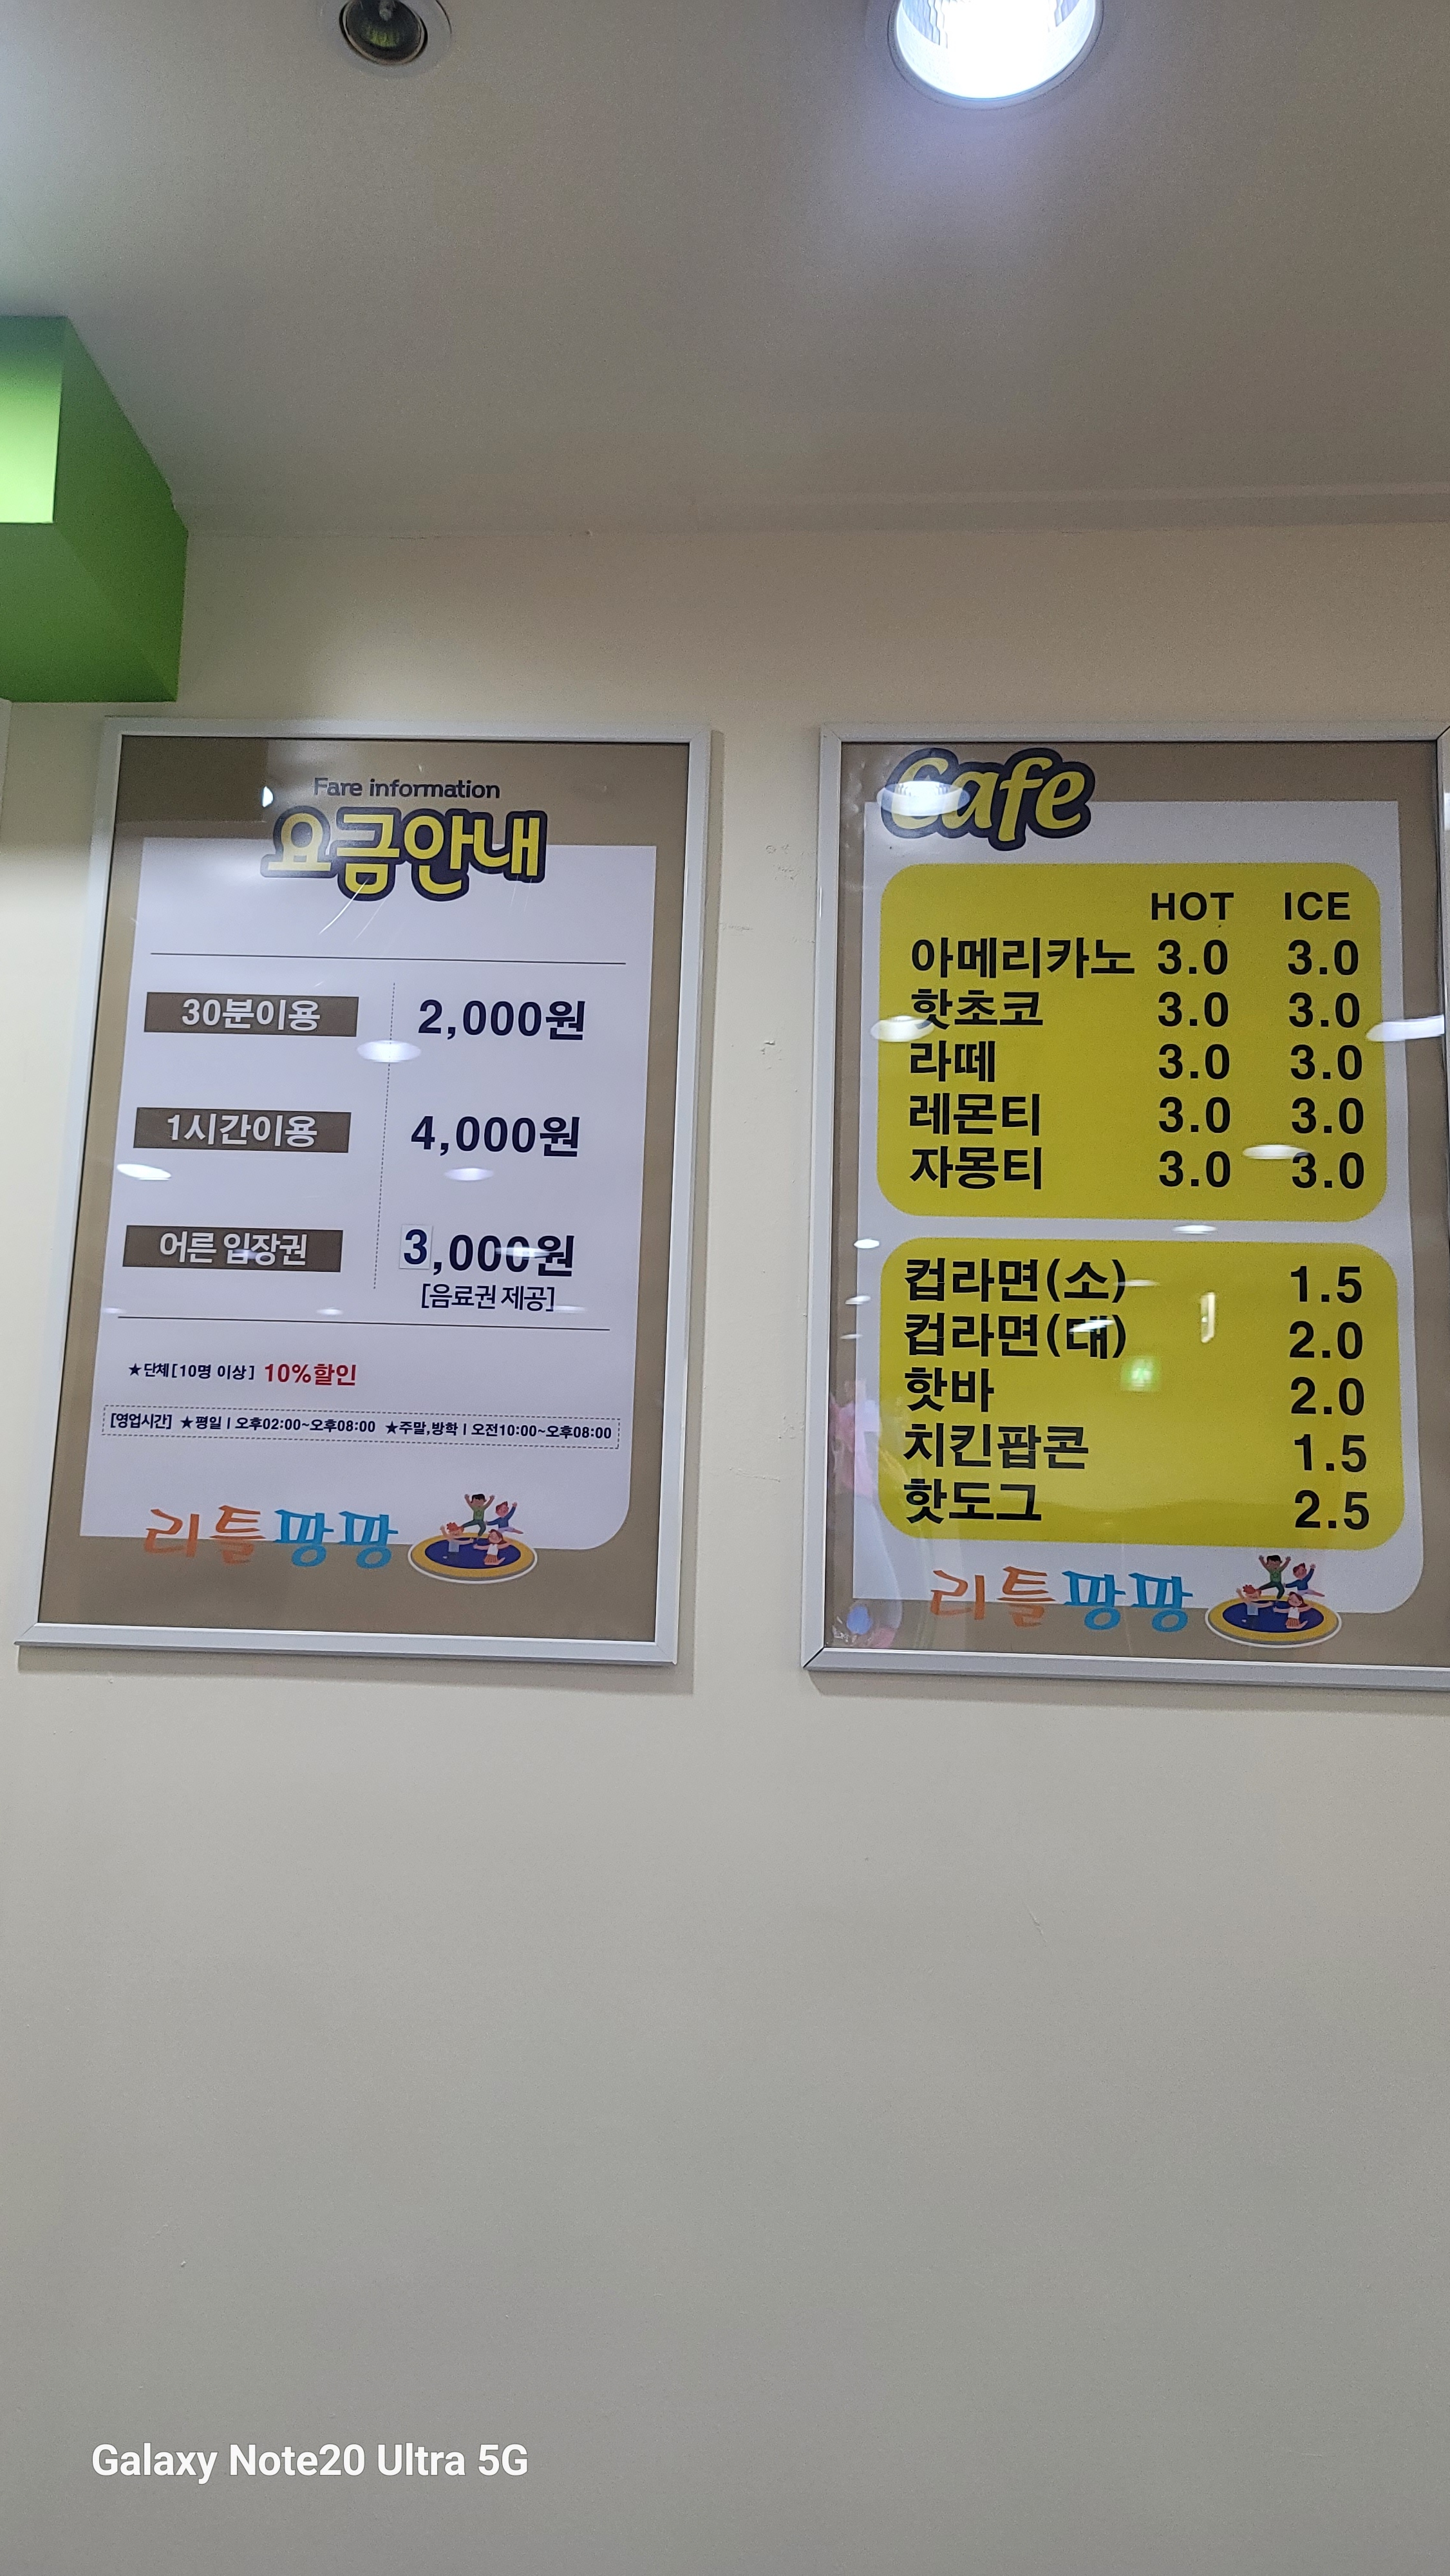 Fare information
요금안내
30분이용 2,000원
1시간이용 4,000원
어른 입장권 3,000원
[음료권 제공]
★단체[10명 이상] 10%할인
[영업시간] ★평일 | 오후02:00~오후08:00 ★주말,방학 | 오전10:00~오후08:00
리틀팡팡
Cafe
HOT ICE
아메리카노 3.0 3.0
핫초코 3.0 3.0
라떼 3.0 3.0
레몬티 3.0 3.0
자몽티 3.0 3.0
컵라면(소) 1.5
컵라면(대) 2.0
핫바 2.0
치킨팝콘 1.5
핫도그 2.5
리틀팡팡
Galaxy Note20 Ultra 5G